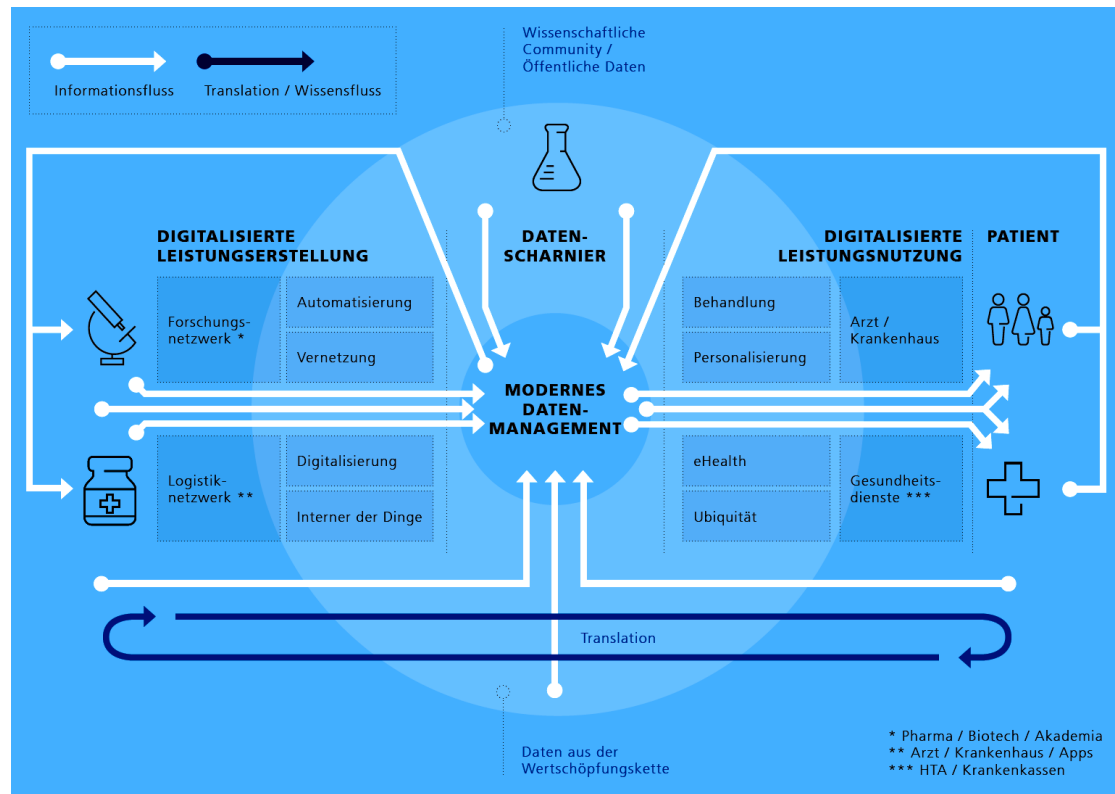 Wissenschaftliche
Community /
Öffentliche Daten
Informationsfluss
Translation / Wissensfluss
DIGITALISIERTE
LEISTUNGSERSTELLUNG
DATEN-
SCHARNIER
DIGITALISIERTE
LEISTUNGSNUTZUNG
PATIENT
Forschungs-
netzwerk *
Automatisierung
Vernetzung
Behandlung
Personalisierung
Arzt /
Krankenhaus
MODERNES
DATEN-
MANAGEMENT
Logistik-
netzwerk **
Digitalisierung
Interner der Dinge
eHealth
Ubiquität
Gesundheits-
dienste ***
Translation
Daten aus der
Wertschöpfungskette
* Pharma / Biotech / Akademia
** Arzt / Krankenhaus / Apps
*** HTA / Krankenkassen